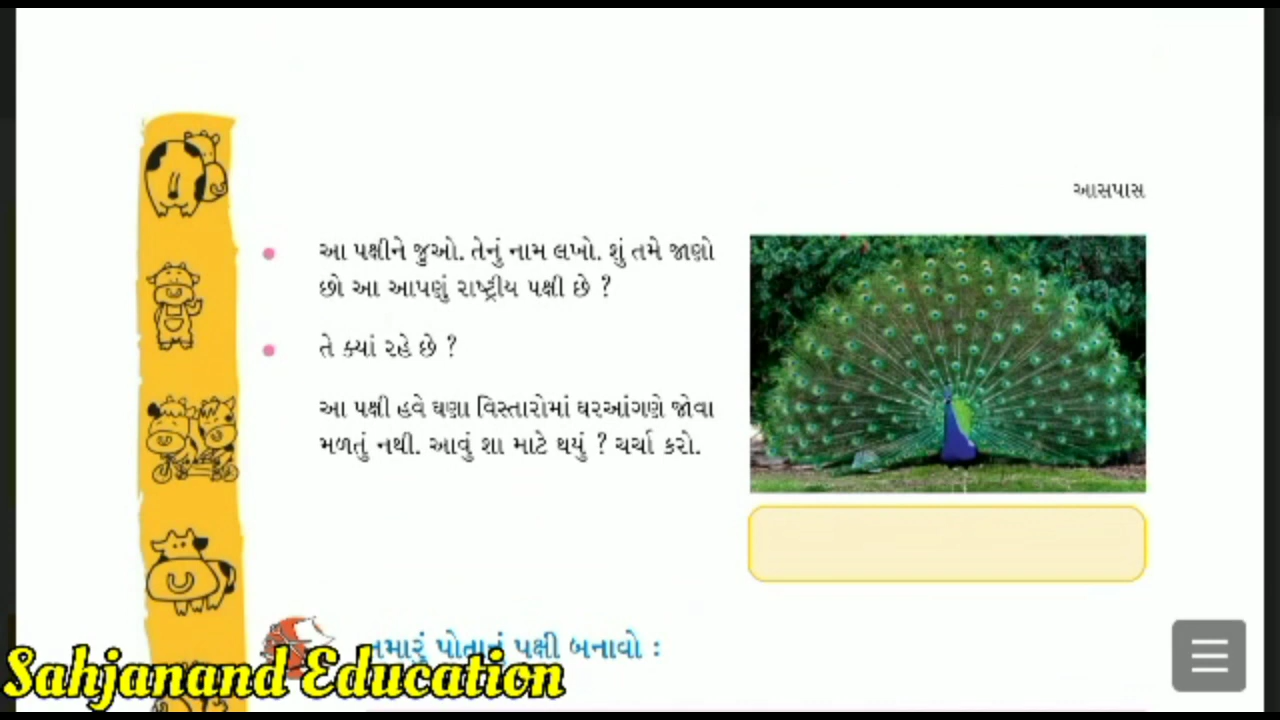 આસપાસ
આ પક્ષીને જુઓ. તેનું નામ લખો. શું તમે જાણો
છો આ આપણું રાષ્ટ્રીય પક્ષી છે ?
તે ક્યાં રહે છે ?
આ પક્ષી હવે ઘણા વિસ્તારોમાં ઘરઆંગણે જોવા
મળતું નથી. આવું શા માટે થયું ? ચર્ચા કરો.
તમારું પોતાનું પક્ષી બનાવો :
Sahjanand Education